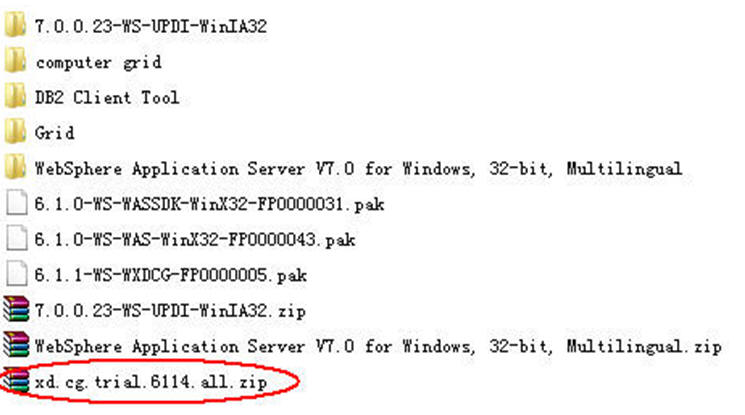 7.0.0.23-WS-UPDI-WinIA32
computer grid
DB2 Client Tool
Grid
WebSphere Application Server V7.0 for Windows, 32-bit, Multilingual
6.1.0-WS-WASSDK-WinX32-FP0000031.pak
6.1.0-WS-WAS-WinX32-FP0000043.pak
6.1.1-WS-WXDCG-FP0000005.pak
7.0.0.23-WS-UPDI-WinIA32.zip
WebSphere Application Server V7.0 for Windows, 32-bit, Multilingual.zip
xd.cg.trial.6114.all.zip